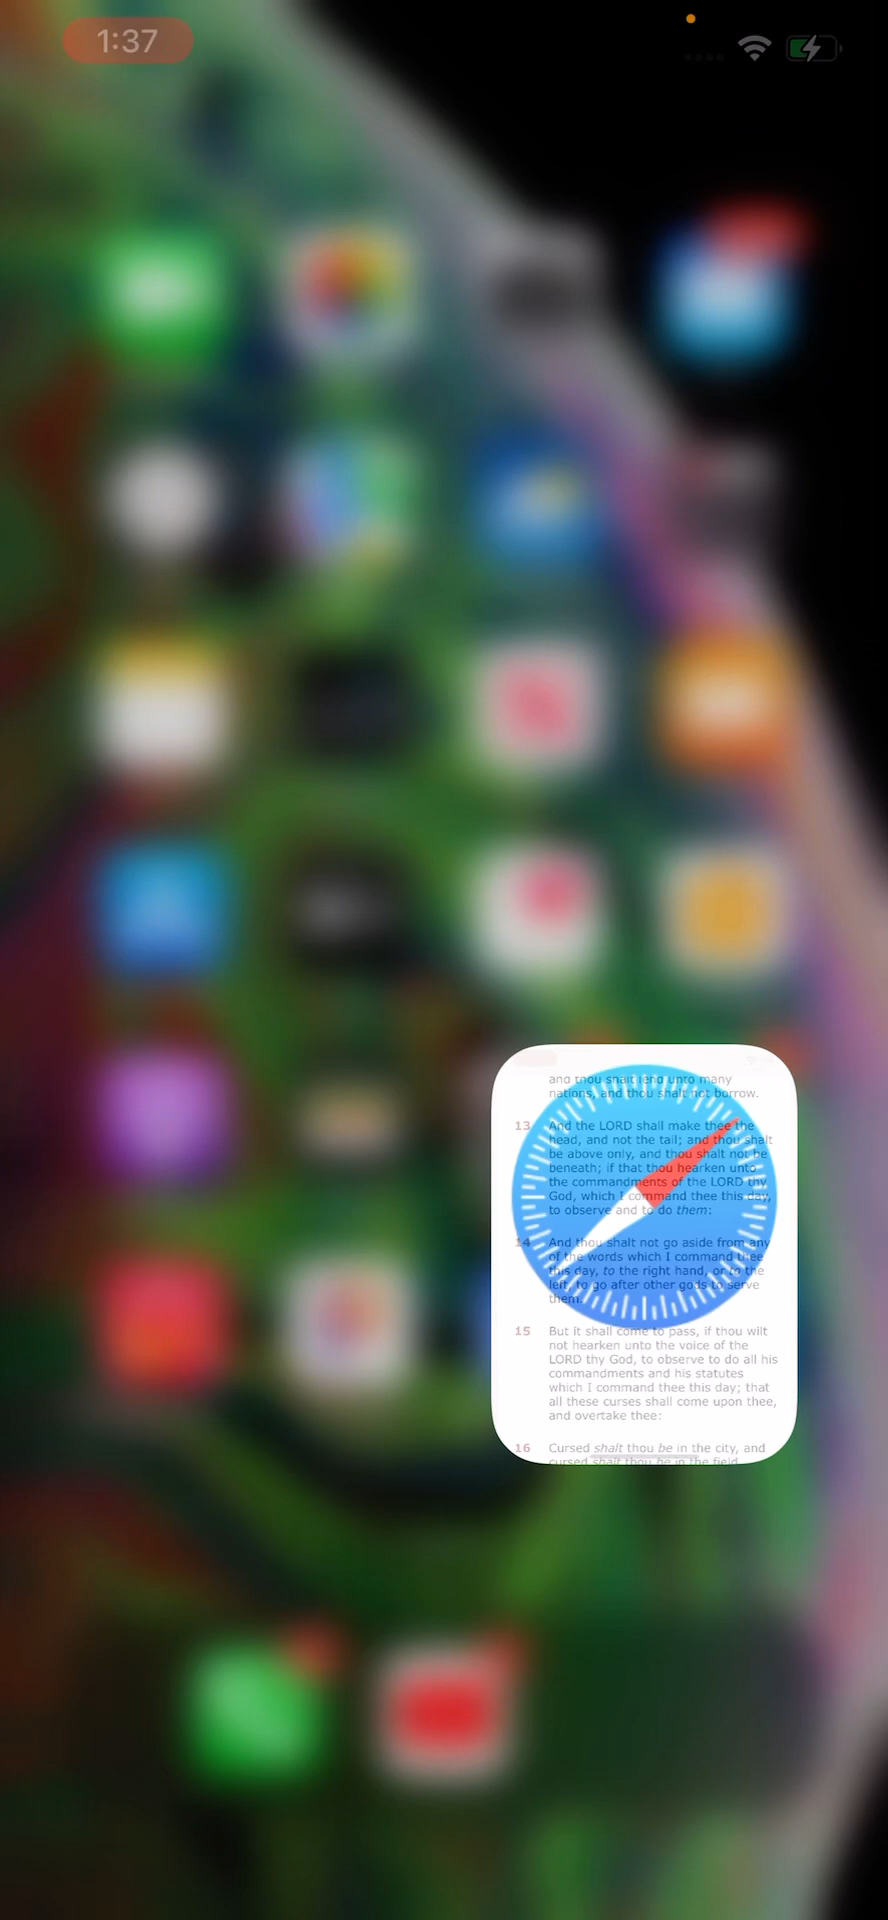 1:37
and thou shalt lend unto many
nations, and thou shalt not borrow.
13 And the LORD shall make thee the
head, and not the tail; and thou shalt
be above only, and thou shalt not be
beneath; if that thou hearken unto
the commandments of the LORD thy
God, which I command thee this day,
to observe and to do them:
14 And thou shalt not go aside from any
of the words which I command thee
this day, to the right hand, or to the
left, to go after other gods to serve
them.
15 But it shall come to pass, if thou wilt
not hearken unto the voice of the
LORD thy God, to observe to do all his
commandments and his statutes
which I command thee this day; that
all these curses shall come upon thee,
and overtake thee:
16 Cursed shalt thou be in the city, and
cursed shalt thou be in the field